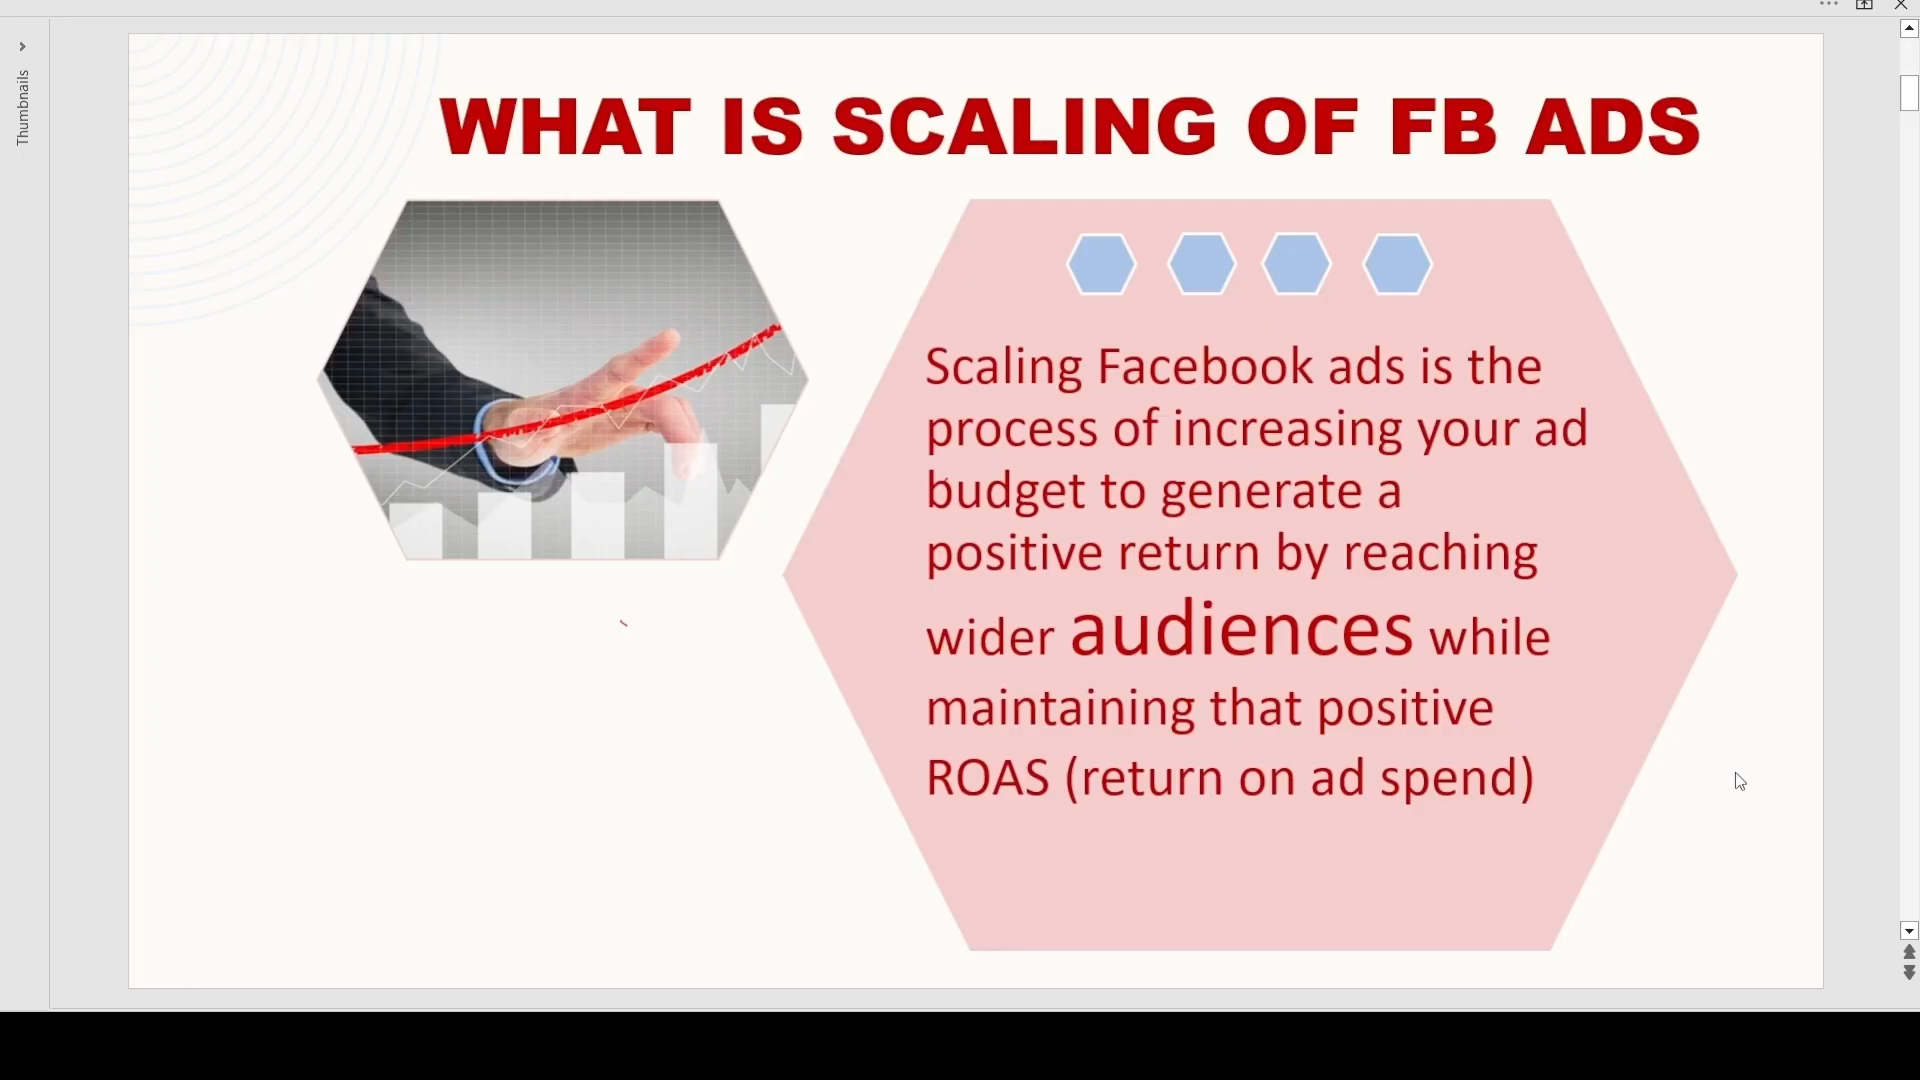 Thumbnails
WHAT IS SCALING OF FB ADS
Scaling Facebook ads is the
process of increasing your ad
budget to generate a
positive return by reaching
wider audiences while
maintaining that positive
ROAS (return on ad spend)